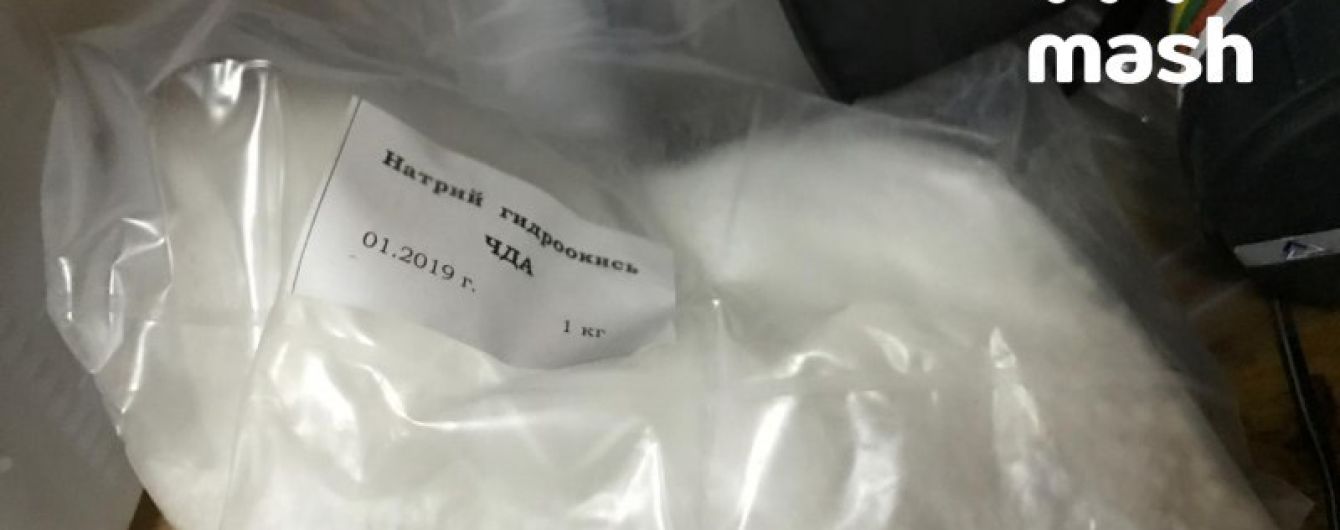 mash
Натрий гидроокись
ЧДА
01.2019 г.
1 кг